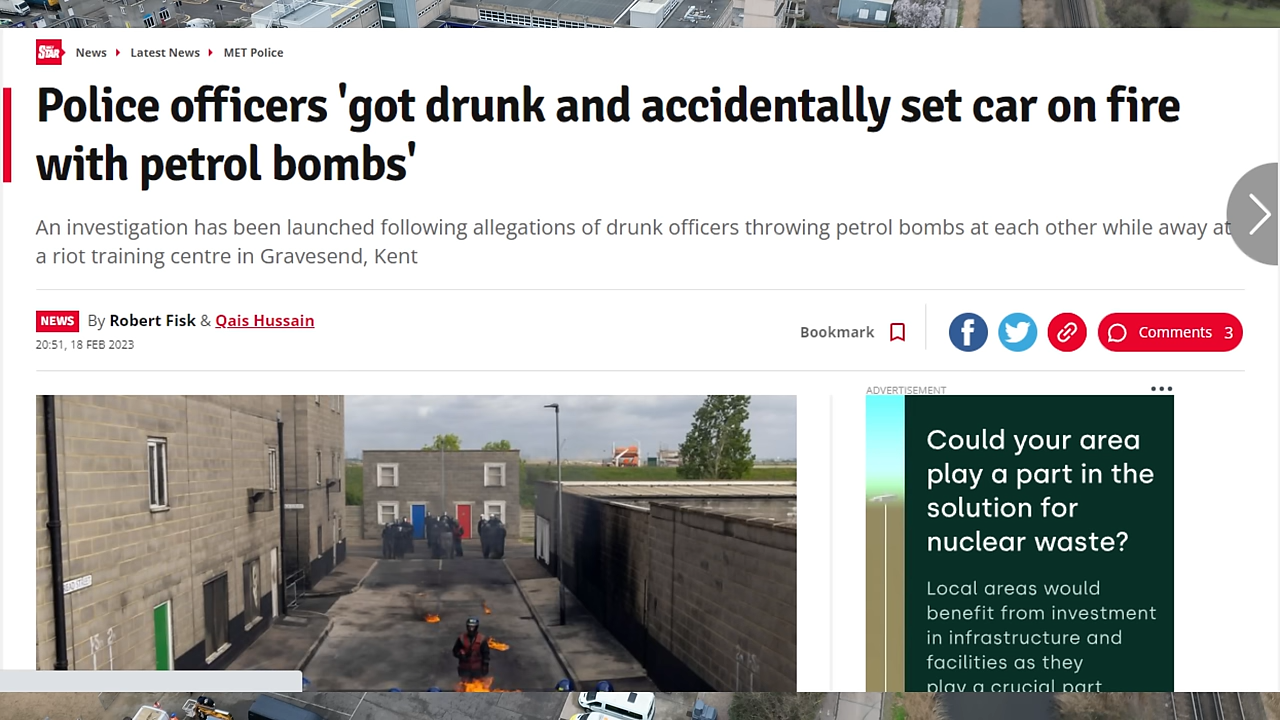 STAR News Latest News MET Police
Police officers 'got drunk and accidentally set car on fire
with petrol bombs'
An investigation has been launched following allegations of drunk officers throwing petrol bombs at each other while away at
a riot training centre in Gravesend, Kent
NEWS By Robert Fisk & Qais Hussain
20:51, 18 FEB 2023
Bookmark
Comments 3
ADVERTISEMENT
Could your area
play a part in the
solution for
nuclear waste?
Local areas would
benefit from investment
in infrastructure and
facilities as they
play a crucial part